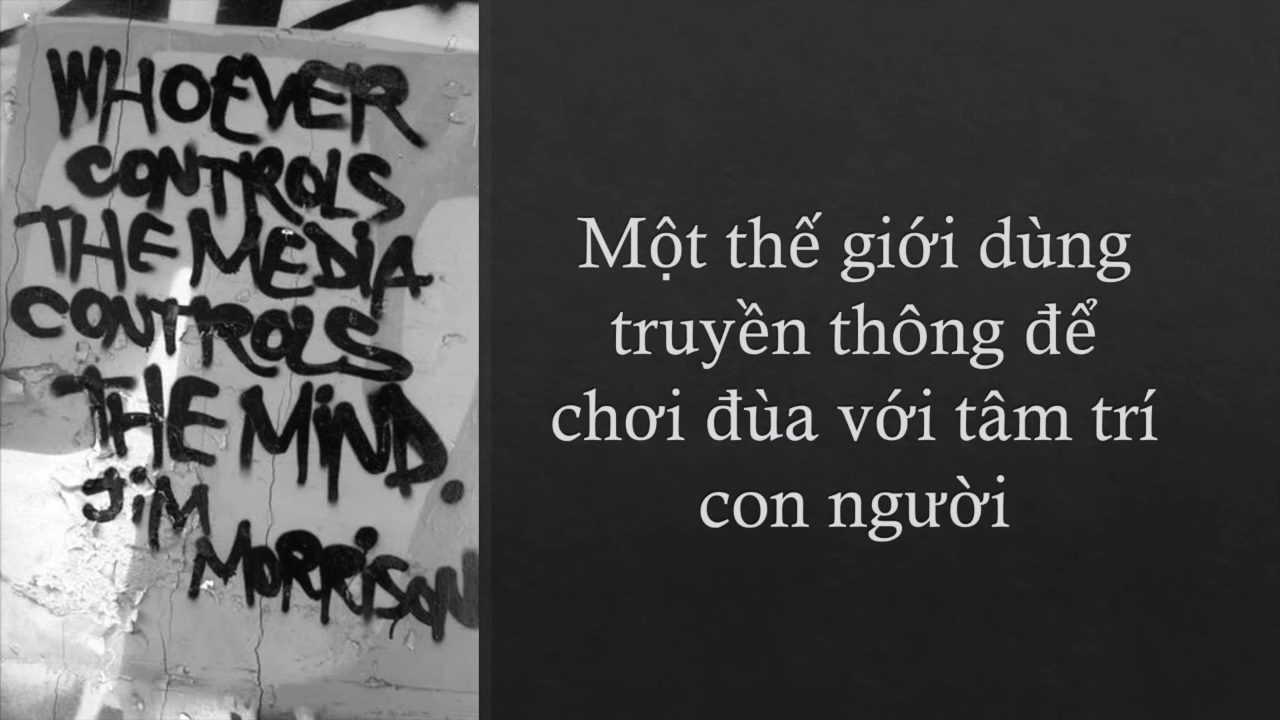 WHOEVER
CONTROLS
THE MEDiA
CONTROLS
THE MiND.
JiM
MORRiSON
Một thế giới dùng
truyền thông để
chơi đùa với tâm trí
con người